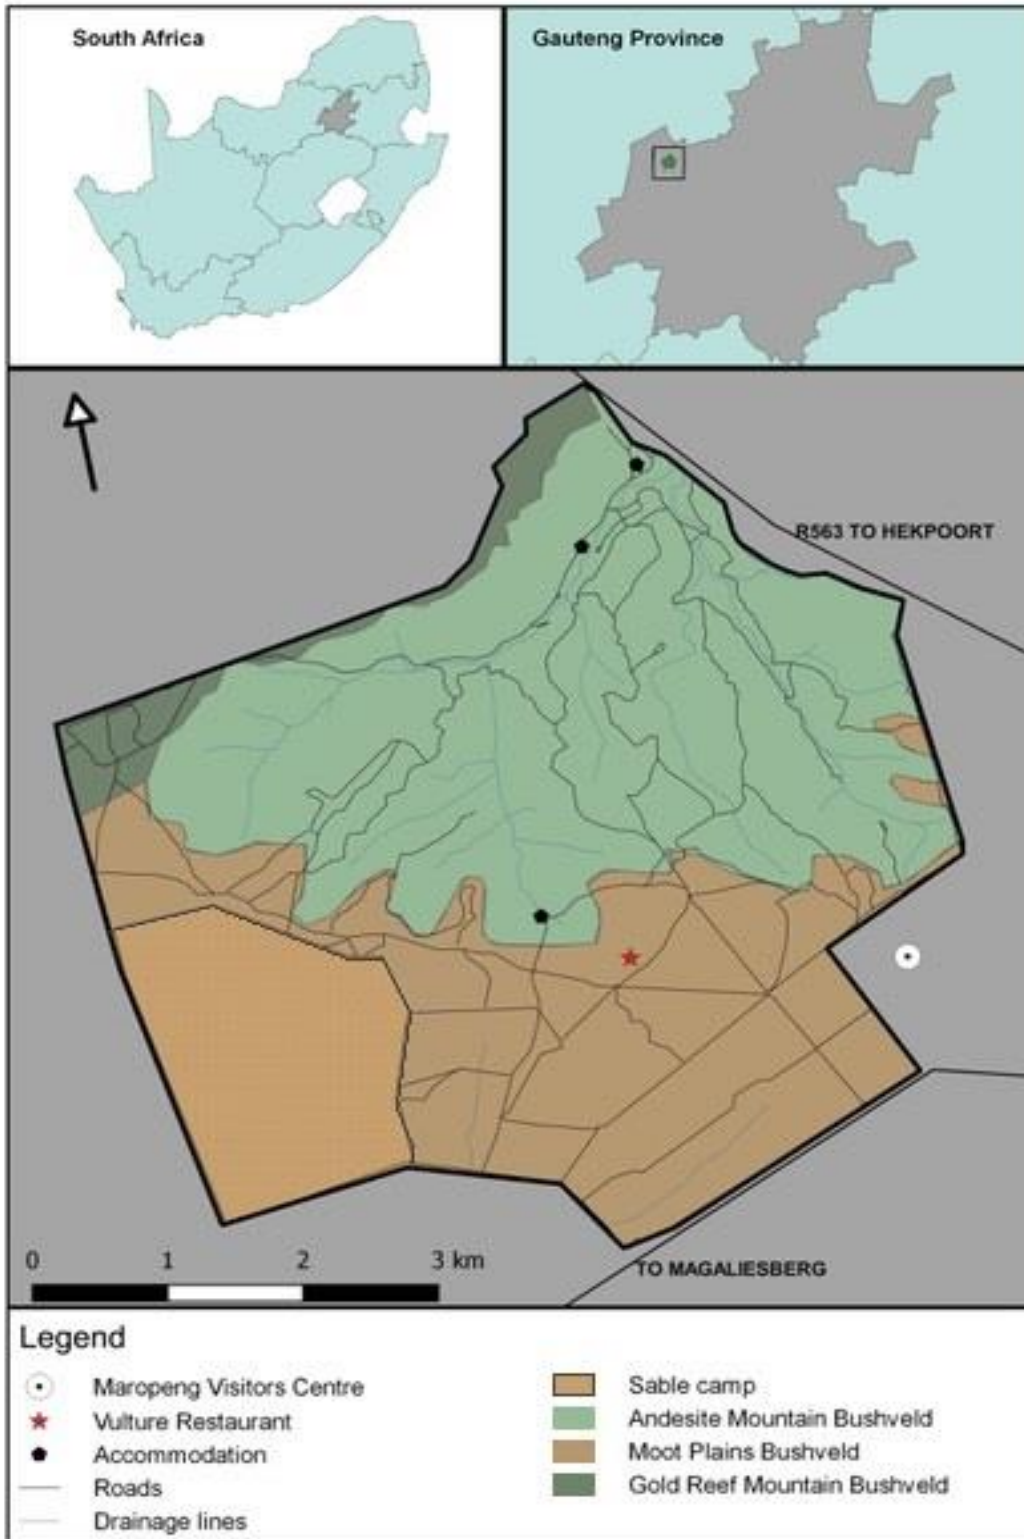 South Africa
Gauteng Province
R563 TO HEKPOORT
0 1 2 3 km
TO MAGALIESBERG
Legend
Maropeng Visitors Centre
Vulture Restaurant
Accommodation
Roads
Drainage lines
Sable camp
Andesite Mountain Bushveld
Moot Plains Bushveld
Gold Reef Mountain Bushveld